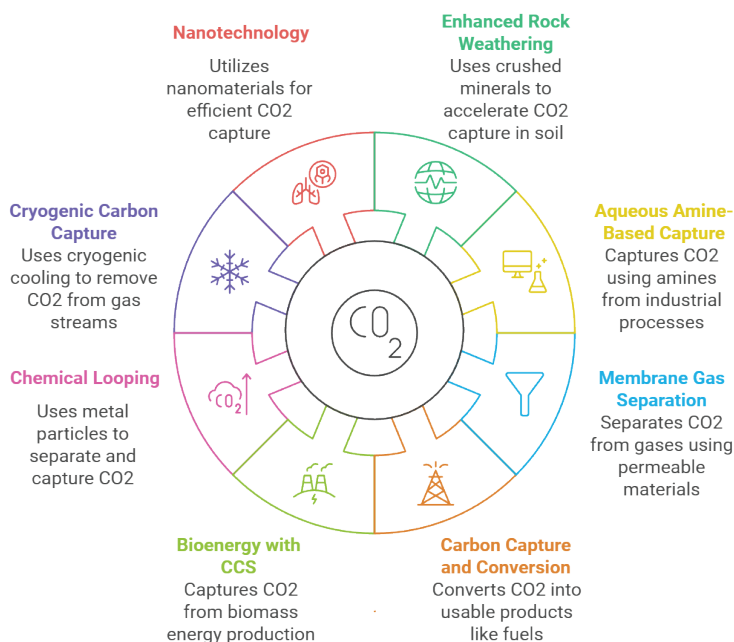 Nanotechnology
Utilizes
nanomaterials for
efficient CO2
capture
Enhanced Rock
Weathering
Uses crushed
minerals to
accelerate CO2
capture in soil
Aqueous Amine-
Based Capture
Captures CO2
using amines
from industrial
processes
Membrane Gas
Separation
Separates CO2
from gases using
permeable
materials
Carbon Capture
and Conversion
Converts CO2 into
usable products
like fuels
Bioenergy with
CCS
Captures CO2
from biomass
energy production
Chemical Looping
Uses metal
particles to
separate and
capture CO2
Cryogenic Carbon
Capture
Uses cryogenic
cooling to remove
CO2 from gas
streams
CO2
CO2